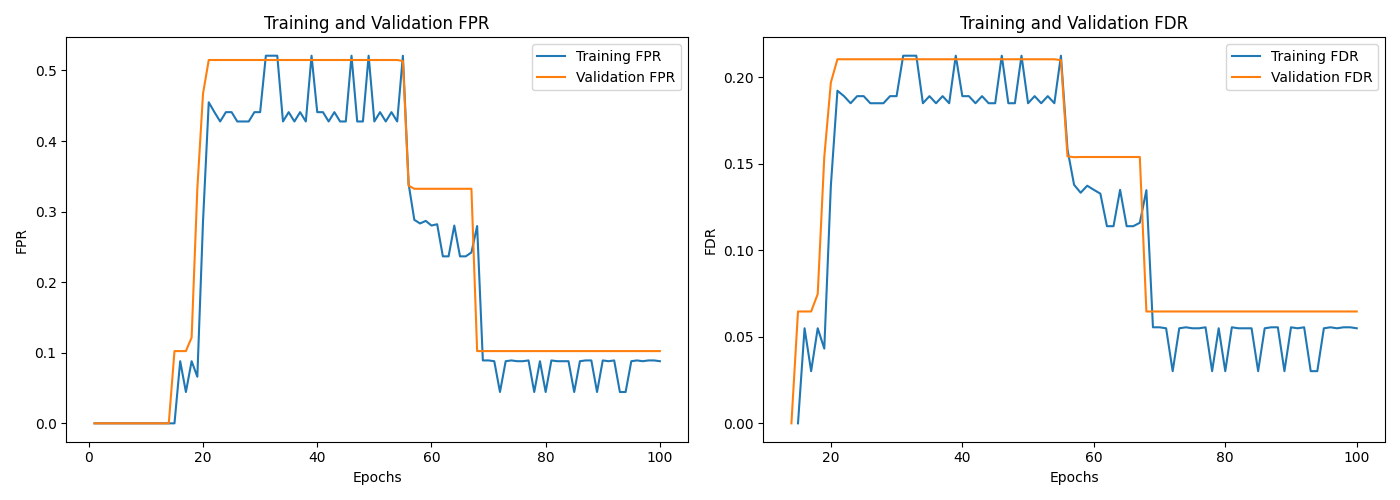 Training and Validation FPR
Training FPR
Validation FPR
0.5
0.4
0.3
0.2
0.1
0.0
FPR
0 20 40 60 80 100
Epochs
Training and Validation FDR
Training FDR
Validation FDR
0.20
0.15
0.10
0.05
0.00
FDR
20 40 60 80 100
Epochs